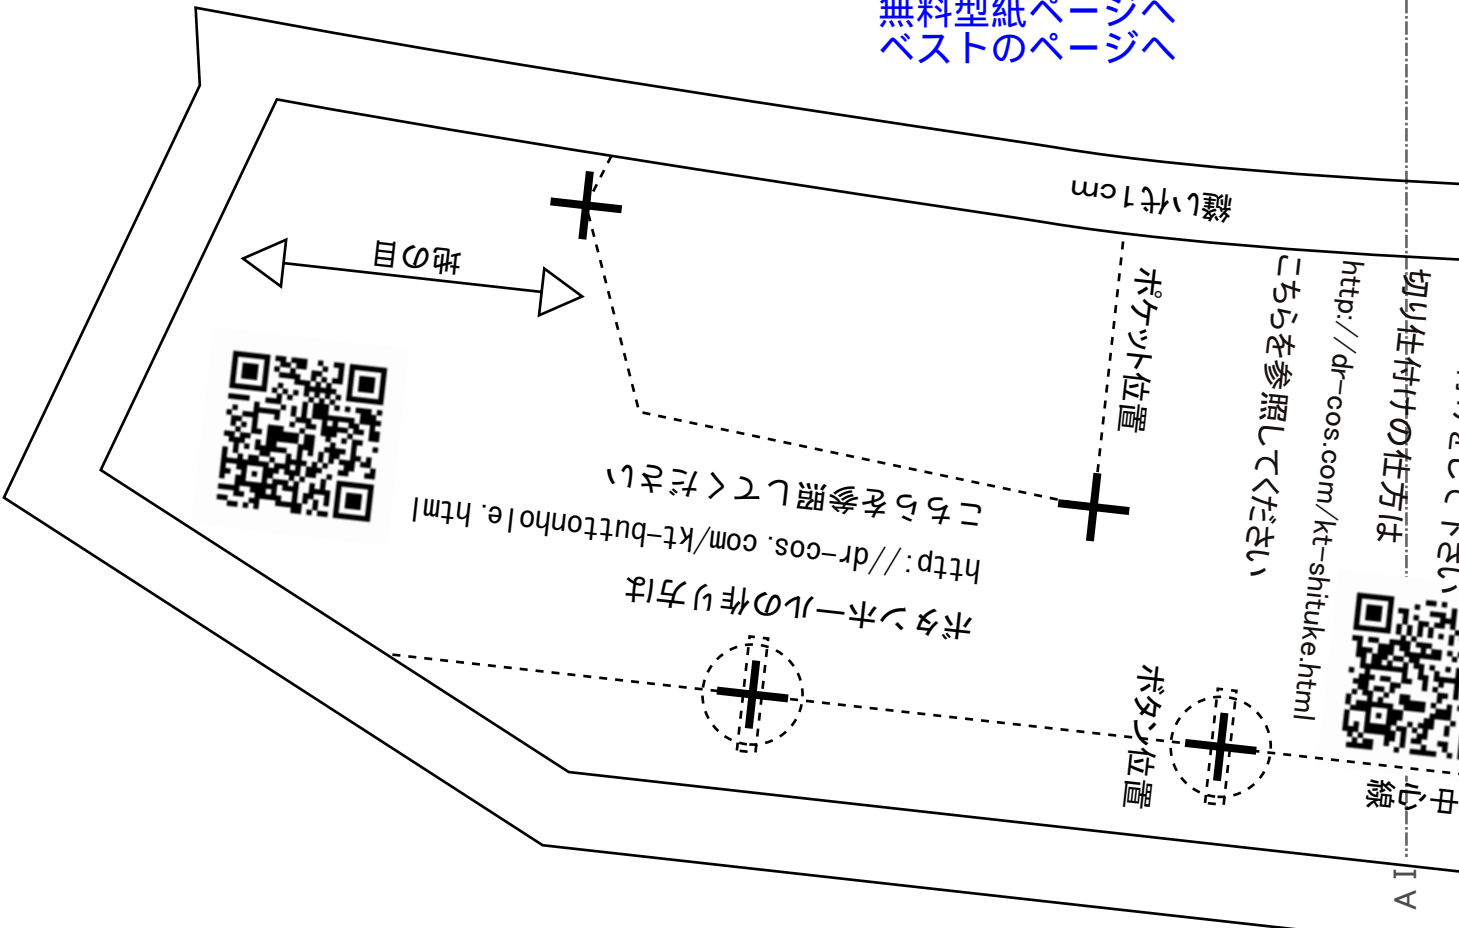 無料型紙ページへ
ベストのページへ
縫い代1cm
地の目
ポケット位置
ボタンホールの作り方は
http://dr-cos.com/kt-buttonhole.html
こちらを参照してください
切り仕付けの仕方は
http://dr-cos.com/kt-shituke.html
こちらを参照してください
して下さい
ボタン位置
中心線
A I